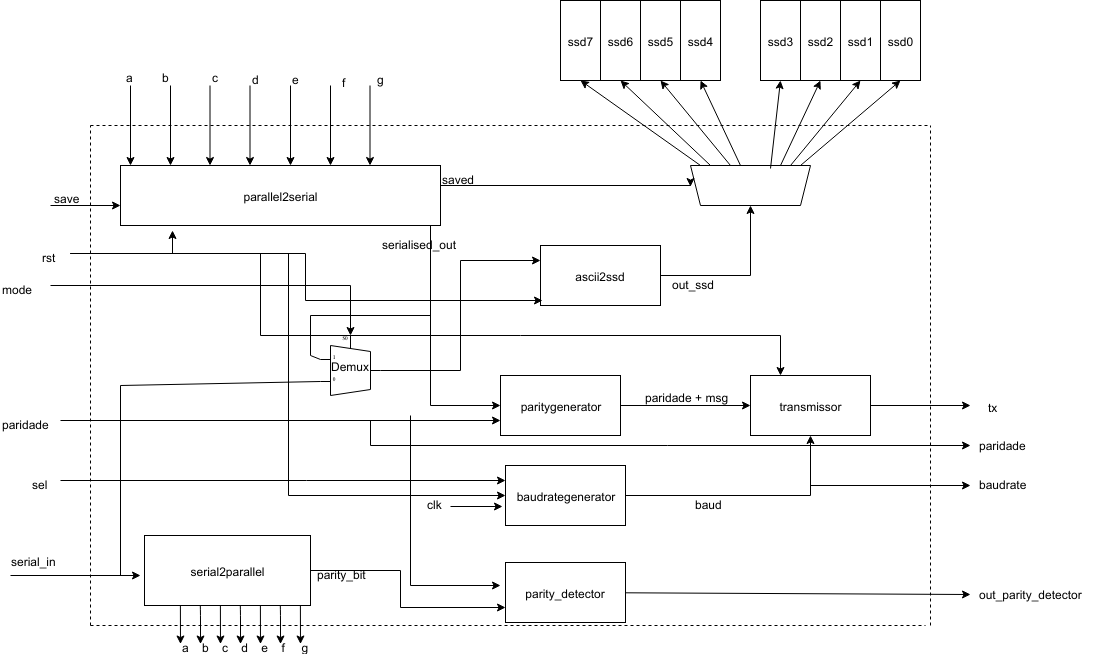 ssd7 ssd6 ssd5 ssd4 ssd3 ssd2 ssd1 ssd0
a b c d e f g
save
parallel2serial
saved
rst
serialised_out
mode
ascii2ssd
out_ssd
S0
1
Demux
0
paridade
paritygenerator
paridade + msg
transmissor
tx
paridade
sel
clk
baudrategenerator
baud
baudrate
serial_in
serial2parallel
parity_bit
parity_detector
out_parity_detector
a b c d e f g